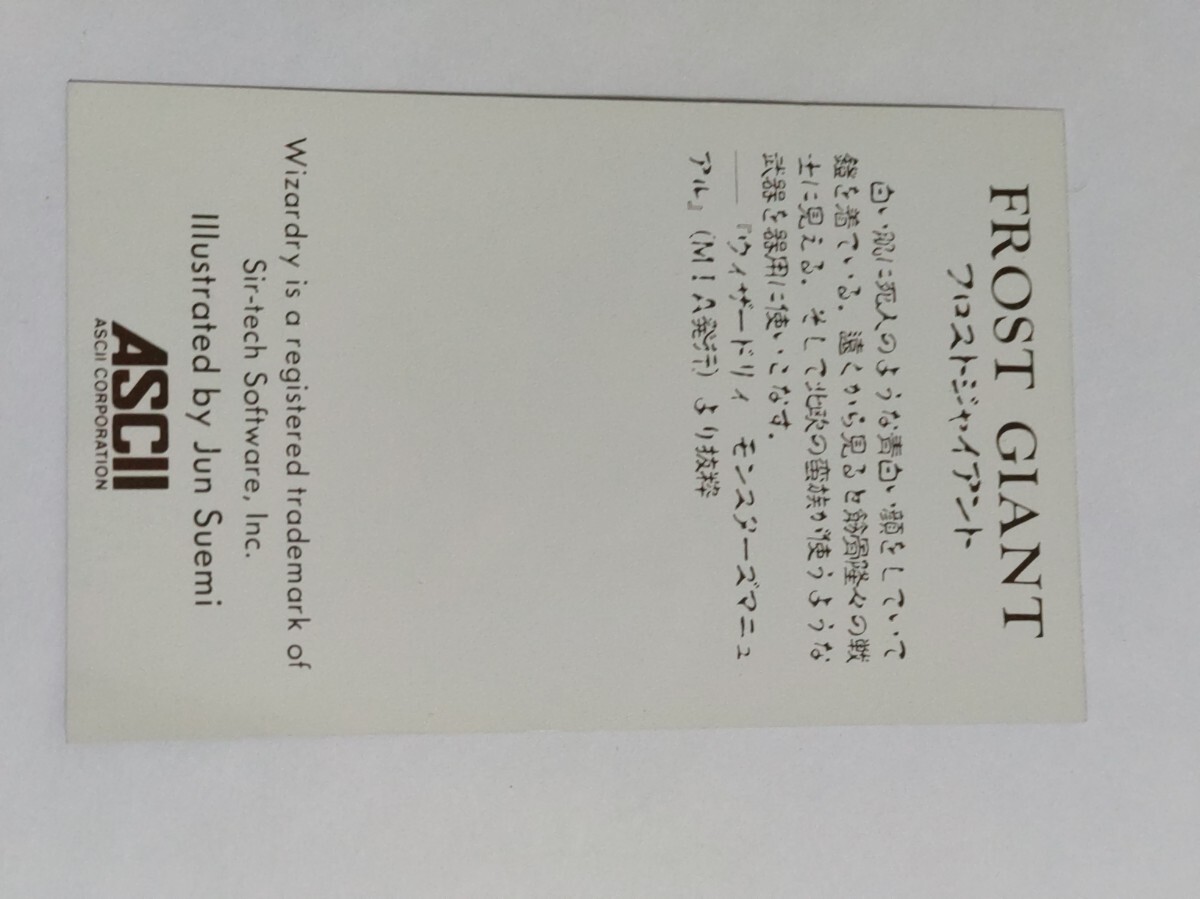 FROST GIANT
フロストジャイアント
白い肌に死人のような青白い顔をしていて
鎧を着ている。遠くから見ると筋骨隆々の戦
士に見える。そして北欧の蛮族が使うような
武器を器用に使いこなす。
――『ウィザードリィ モンスターズマニュ
アル』（MIA発行）より抜粋
Wizardry is a registered trademark of
Sir-tech Software, Inc.
Illustrated by Jun Suemi
ASCII
ASCII CORPORATION